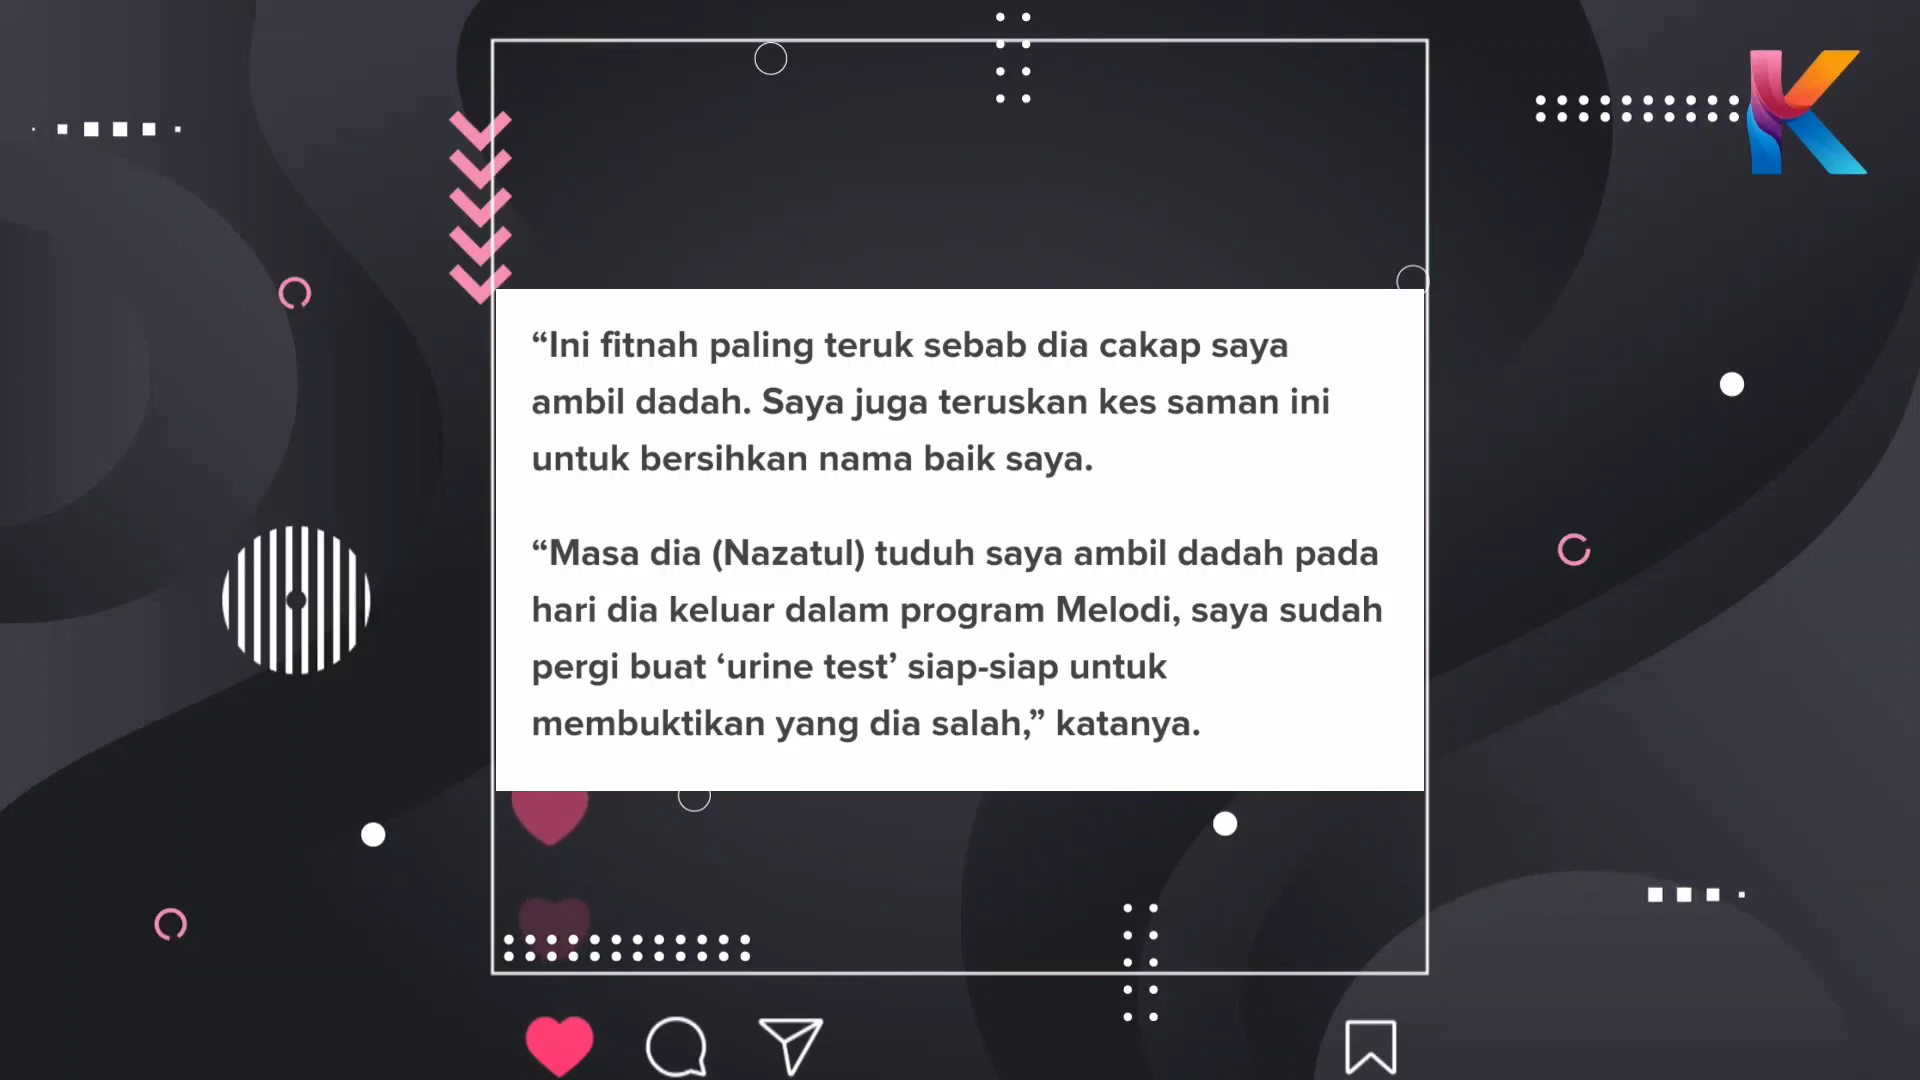 K
“Ini fitnah paling teruk sebab dia cakap saya
ambil dadah. Saya juga teruskan kes saman ini
untuk bersihkan nama baik saya.
“Masa dia (Nazatul) tuduh saya ambil dadah pada
hari dia keluar dalam program Melodi, saya sudah
pergi buat ‘urine test’ siap-siap untuk
membuktikan yang dia salah,” katanya.